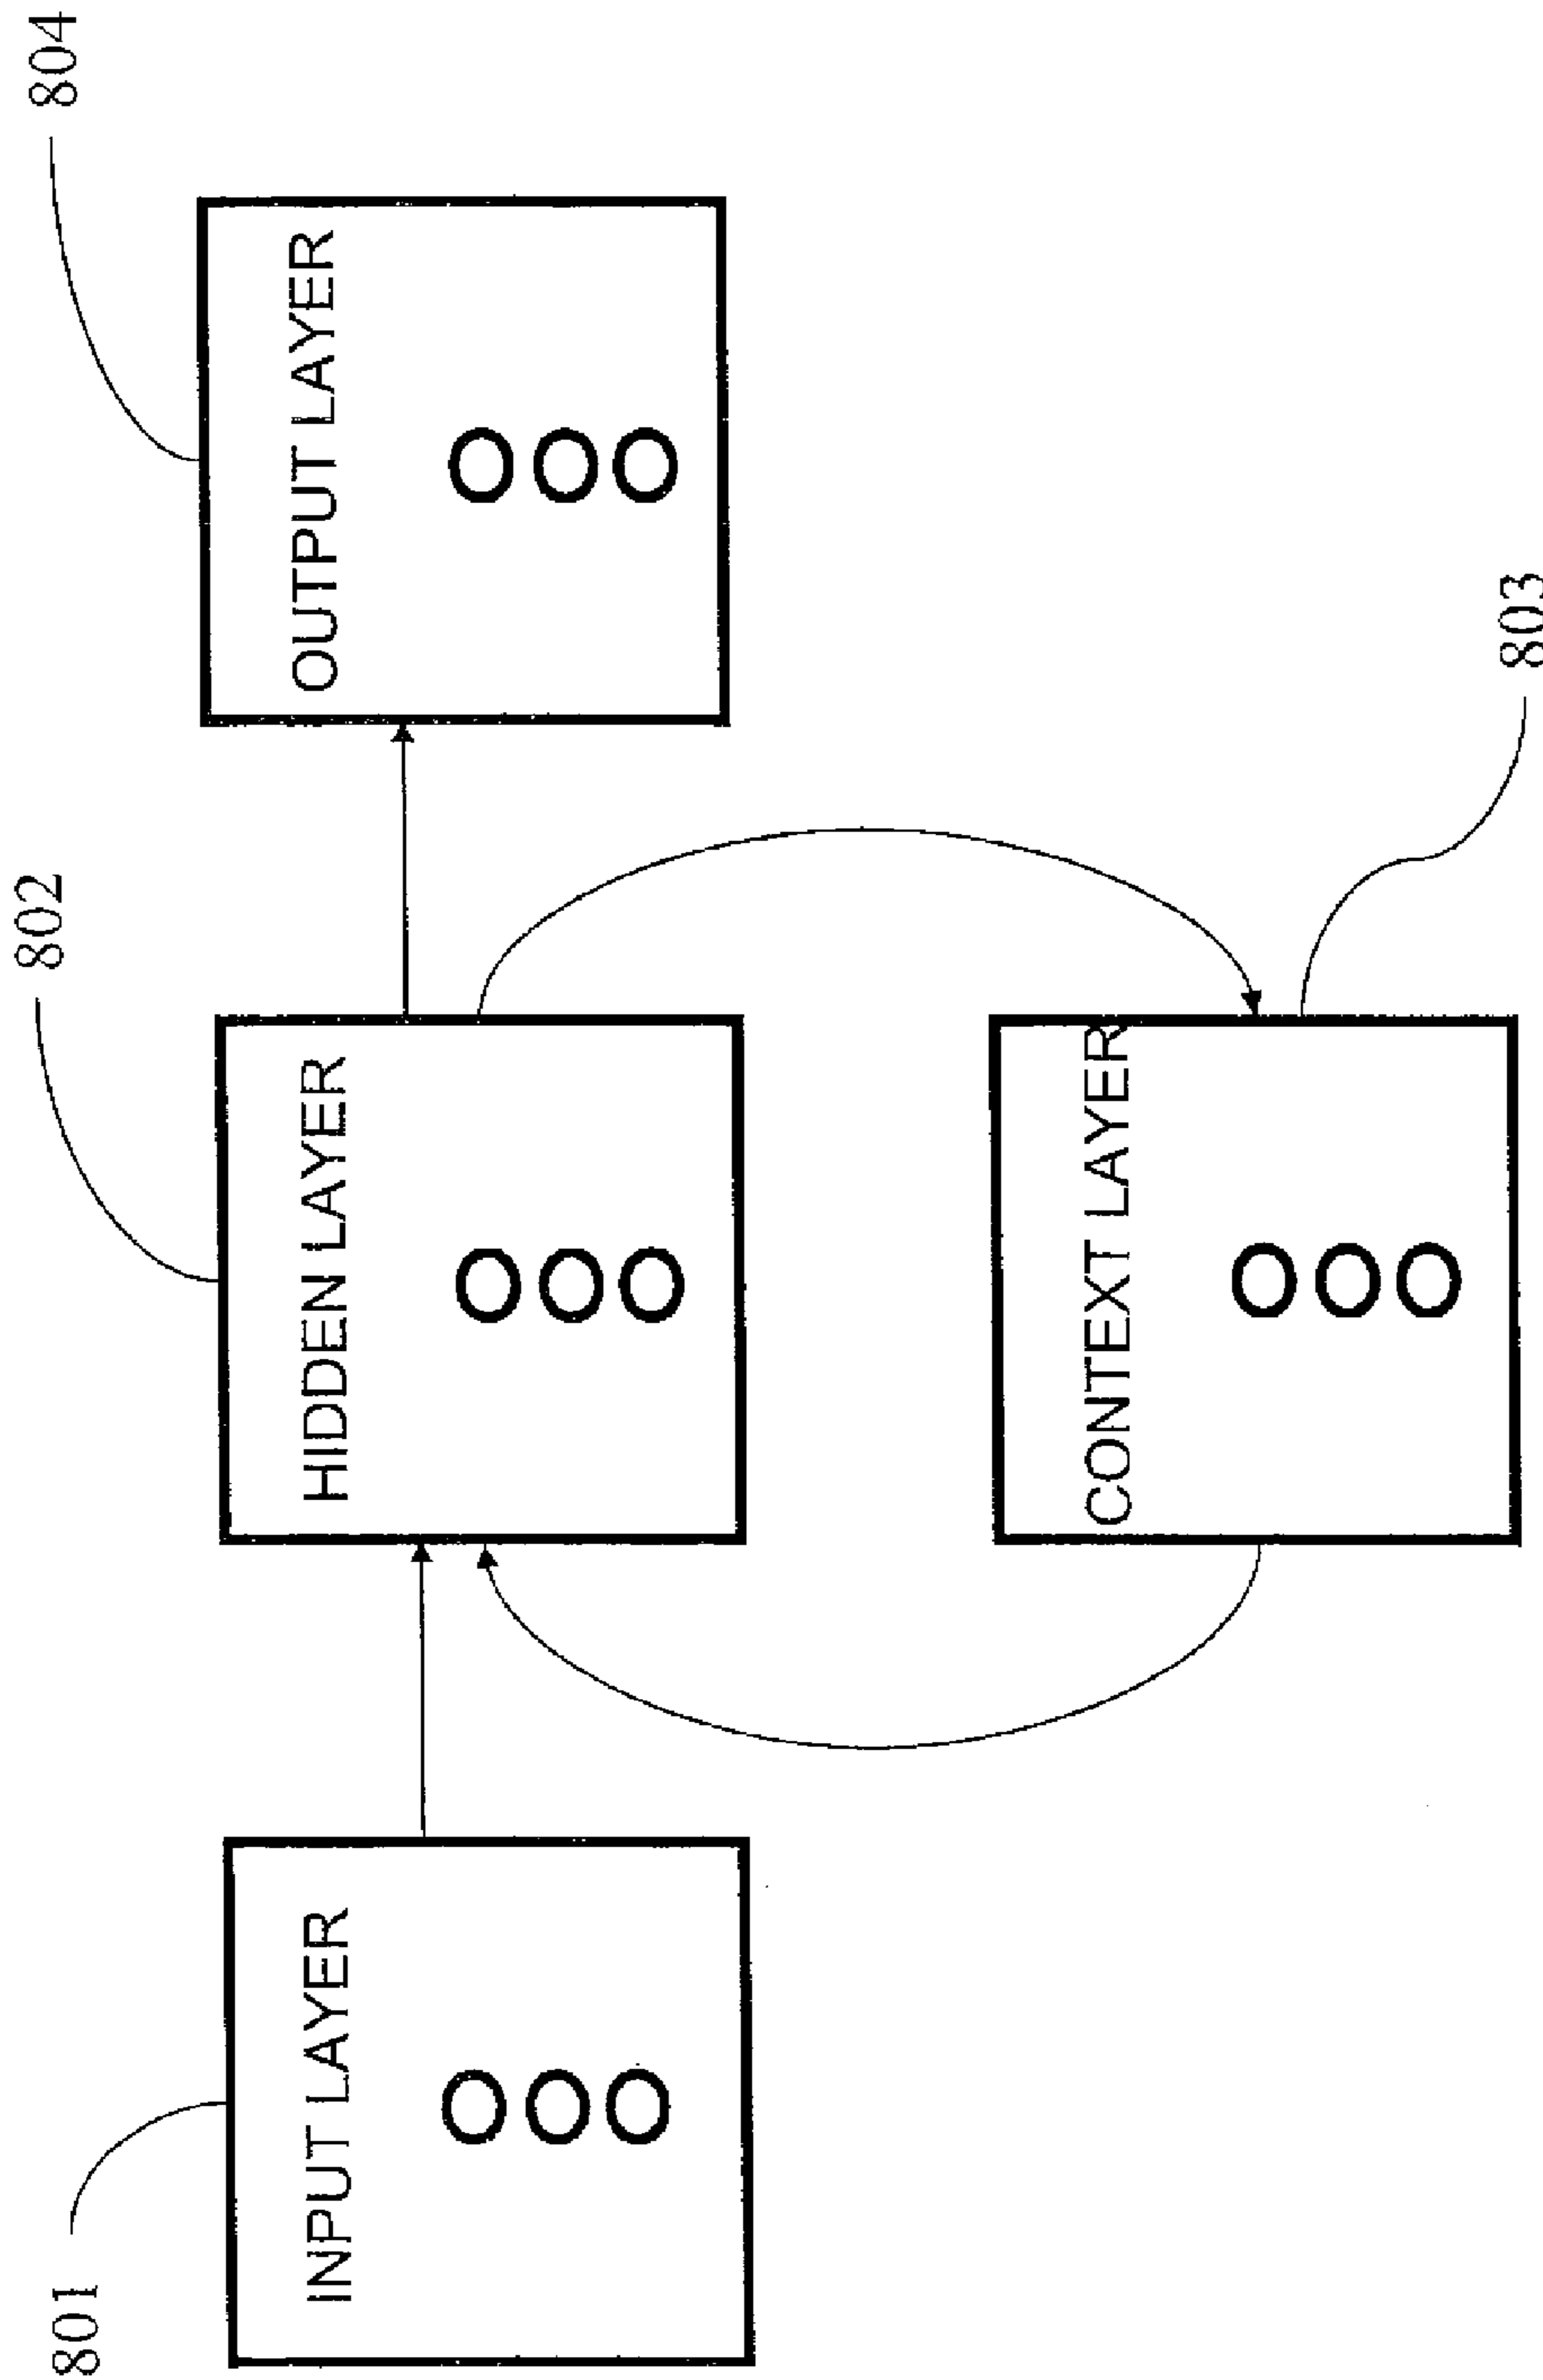 801
INPUT LAYER
802
HIDDEN LAYER
804
OUTPUT LAYER
803
CONTEXT LAYER